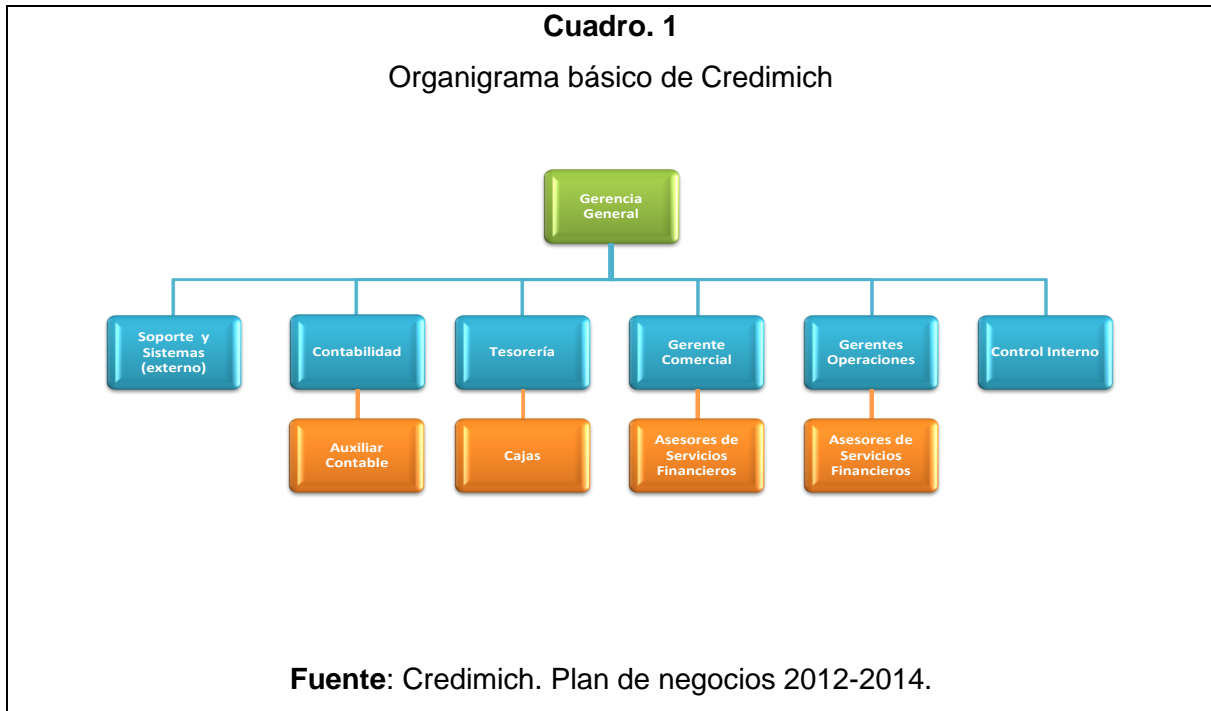 Cuadro. 1
Organigrama básico de Credimich
Gerencia
General
Soporte y
Sistemas
(externo)
Contabilidad
Tesorería
Gerente
Comercial
Gerentes
Operaciones
Control Interno
Auxiliar
Contable
Cajas
Asesores de
Servicios
Financieros
Asesores de
Servicios
Financieros
Fuente: Credimich. Plan de negocios 2012-2014.